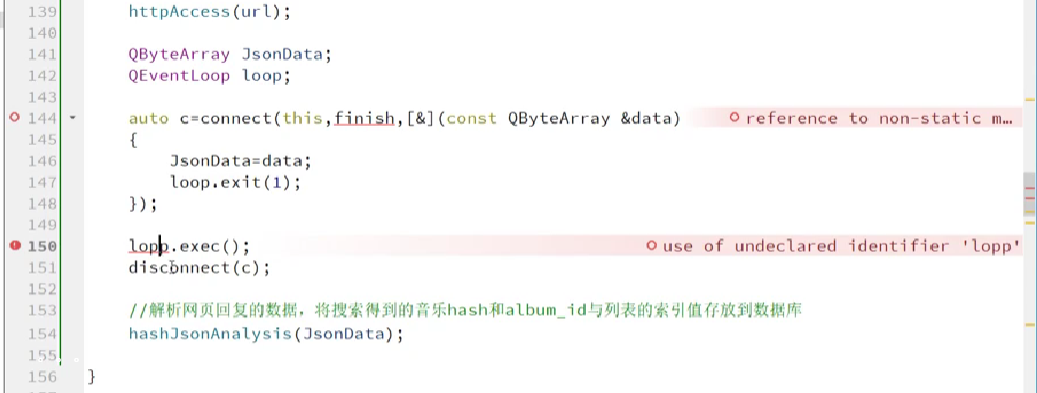 139 httpAccess(url);
140
141 QByteArray JsonData;
142 QEventLoop loop;
143
144 auto c=connect(this,finish,[&](const QByteArray &data) reference to non-static m…
145 {
146 JsonData=data;
147 loop.exit(1);
148 });
149
150 lopp.exec(); use of undeclared identifier 'lopp'
151 disconnect(c);
152
153 //解析网页回复的数据，将搜索得到的音乐hash和album_id与列表的索引值存放到数据库
154 hashJsonAnalysis(JsonData);
155
156 }